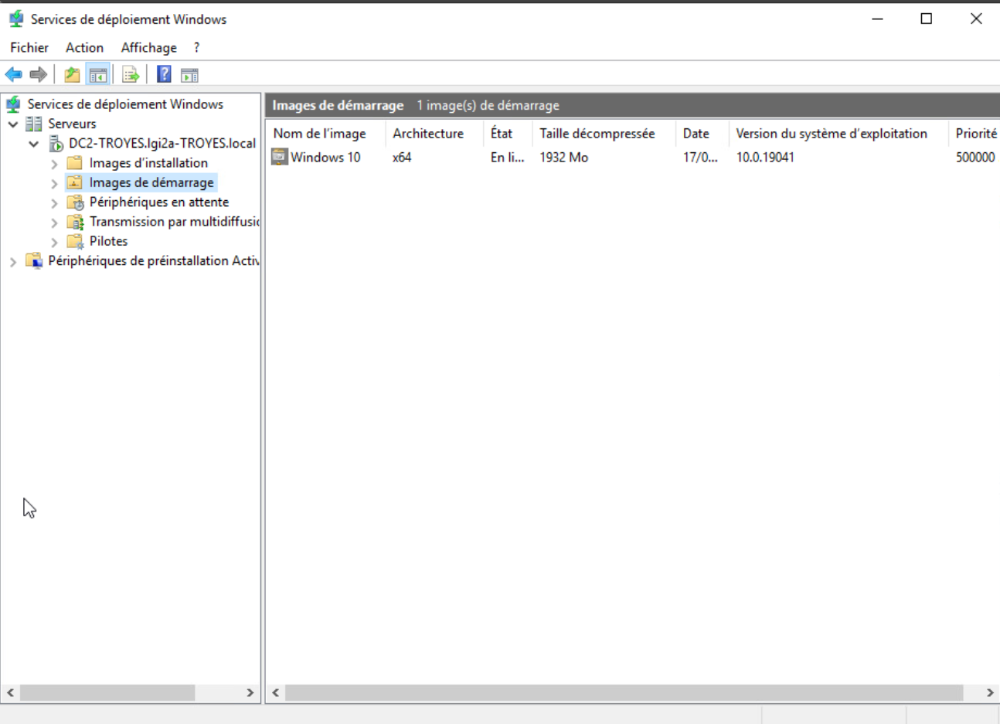 Services de déploiement Windows
Fichier Action Affichage ?
Services de déploiement Windows
Serveurs
DC2-TROYES.lgi2a-TROYES.local
Images d'installation
Images de démarrage
Périphériques en attente
Transmission par multidiffusi
Pilotes
Périphériques de préinstallation Activ
Images de démarrage 1 image(s) de démarrage
Nom de l'image Architecture État Taille décompressée Date Version du système d'exploitation Priorité
Windows 10 x64 En li... 1932 Mo 17/0... 10.0.19041 500000